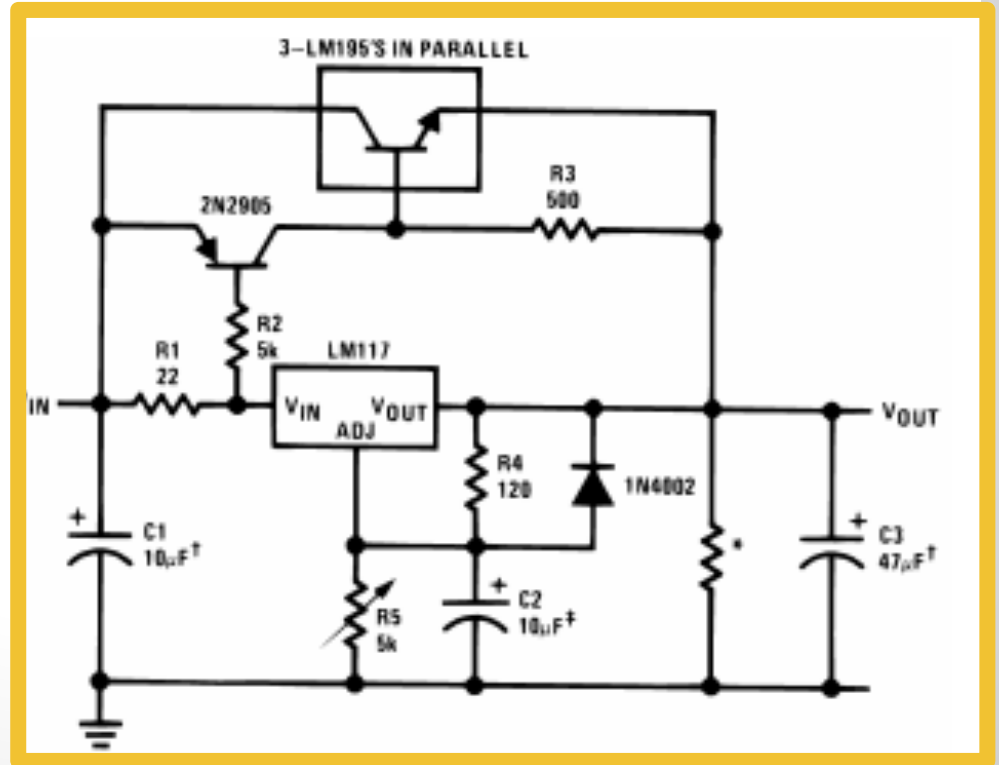 3-LM195'S IN PARALLEL
R3
500
2N2905
R2
5k
R1
22
LM117
IN
VIN
VOUT
ADJ
VOUT
R4
120
1N4002
+
C1
10μF†
R5
5k
+
C2
10μF‡
*
+
C3
47μF†